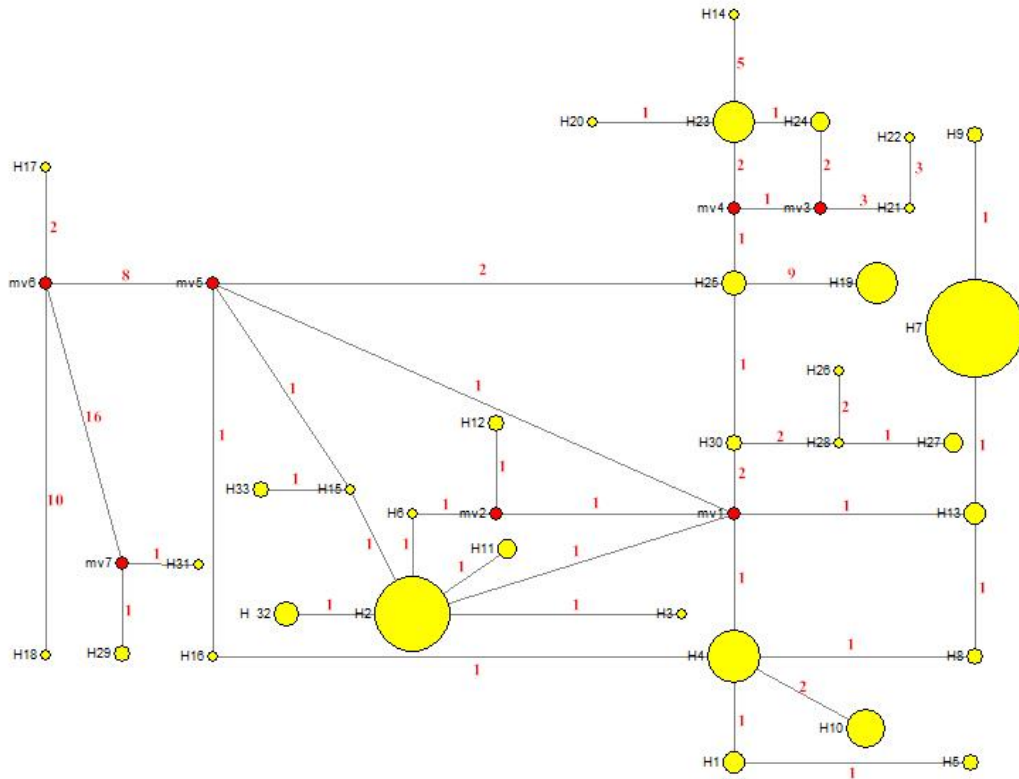 H14
5
H20 1 H23 1 H24
H22 H9
2 2 3
H17
mv4 1 mv3 3 H21
1
2 1
mv6 8 mv5 2 H25 9 H19
H7
1 H26
1 1 2
16 H12
1 H30 2 H28 1 H27
1
H33 1 H15 1 2
10 H6 1 mv2 1 mv1 1 H13
1 1 H11 1
mv7 1 H31 1 1
1 H 32 1 H2 1 H3 1
H18 H29 H16 1 H4 1 H8
2
1 H10
H1 1 H5